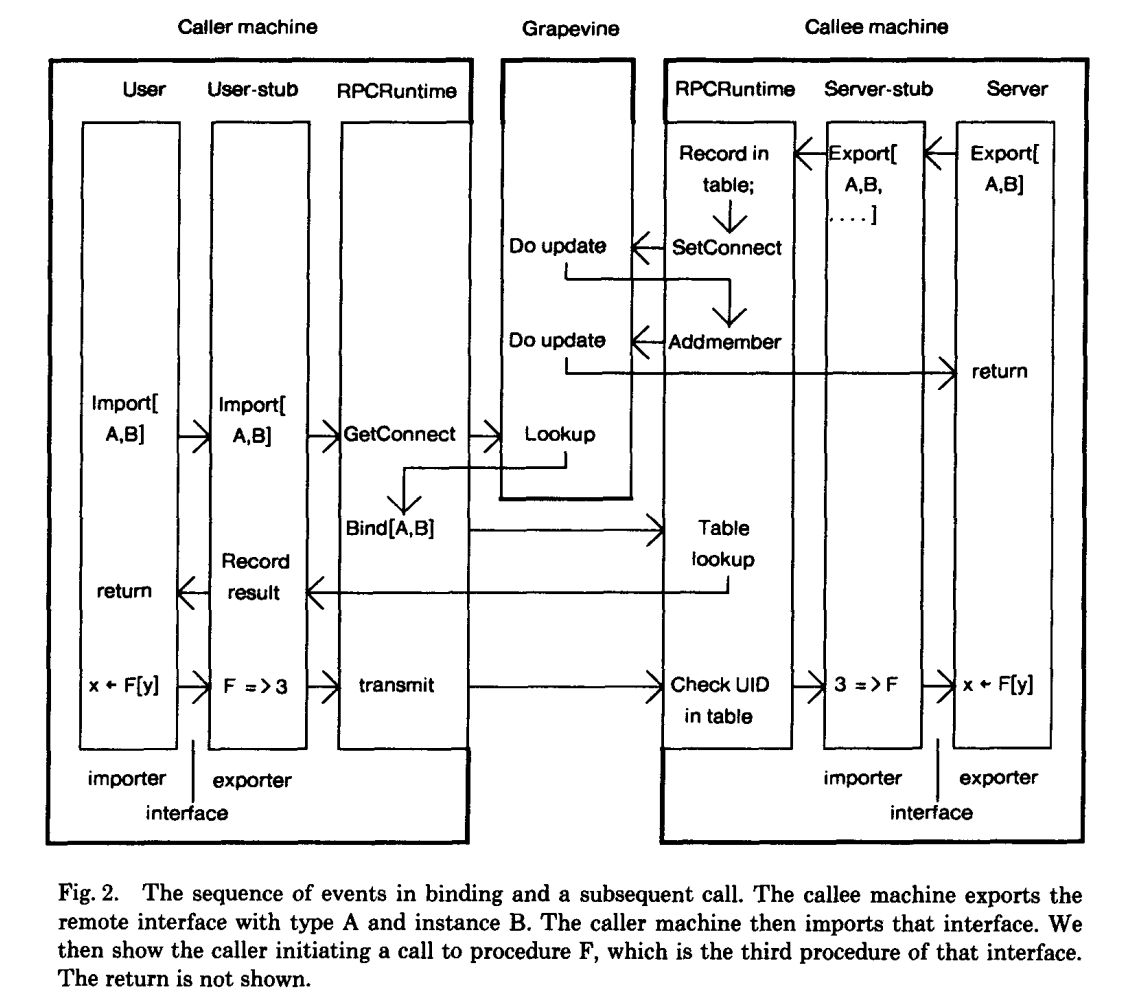 Caller machine Grapevine Callee machine
User User-stub RPCRuntime RPCRuntime Server-stub Server
Record in Export[ Export[
table; A,B, A,B]
. . . . ]
Do update SetConnect
Do update Addmember
return
Import[ Import[
A,B] A,B] GetConnect Lookup
Bind[A,B] Table
lookup
Record
return result
x ← F[y] F => 3 transmit Check UID 3 => F x ← F[y]
in table
importer exporter importer exporter
interface interface
Fig. 2. The sequence of events in binding and a subsequent call. The callee machine exports the
remote interface with type A and instance B. The caller machine then imports that interface. We
then show the caller initiating a call to procedure F, which is the third procedure of that interface.
The return is not shown.